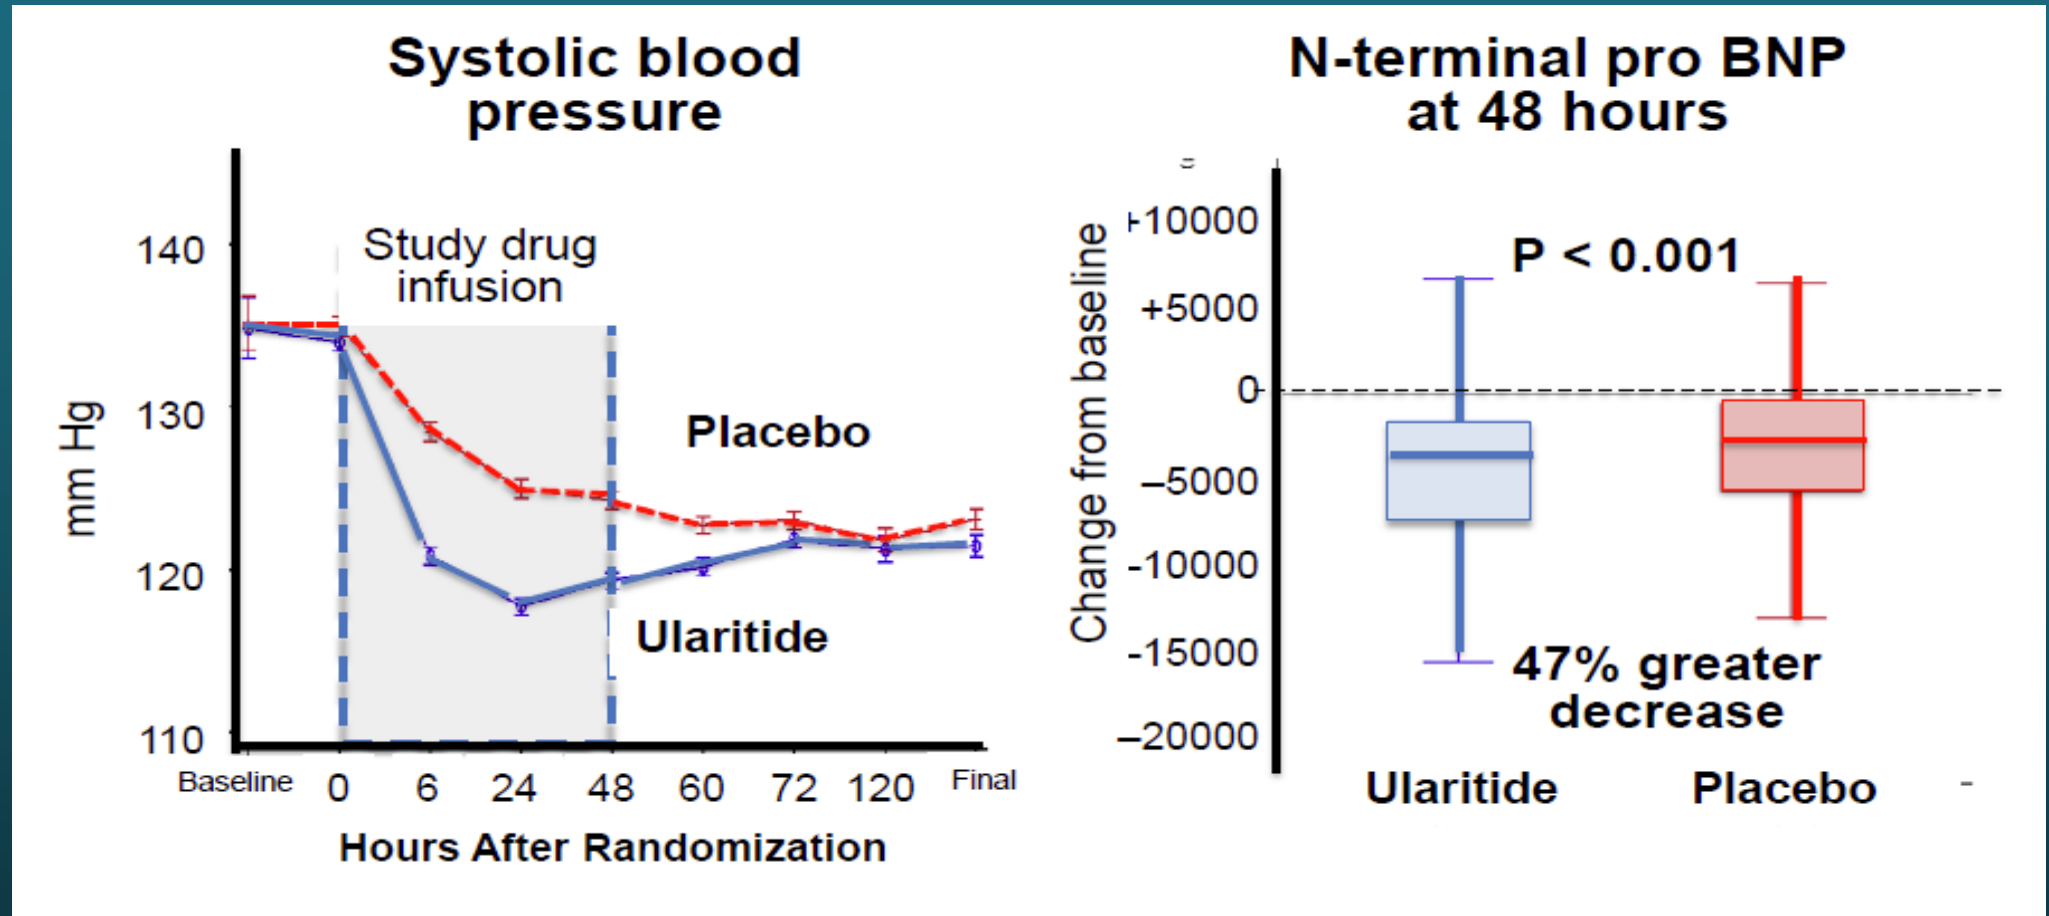 Systolic blood
pressure
140
130
120
110
mm Hg
Study drug
infusion
Placebo
Ularitide
Baseline 0 6 24 48 60 72 120 Final
Hours After Randomization
N-terminal pro BNP
at 48 hours
+10000
+5000
0
–5000
-10000
-15000
–20000
Change from baseline
P < 0.001
47% greater
decrease
Ularitide Placebo